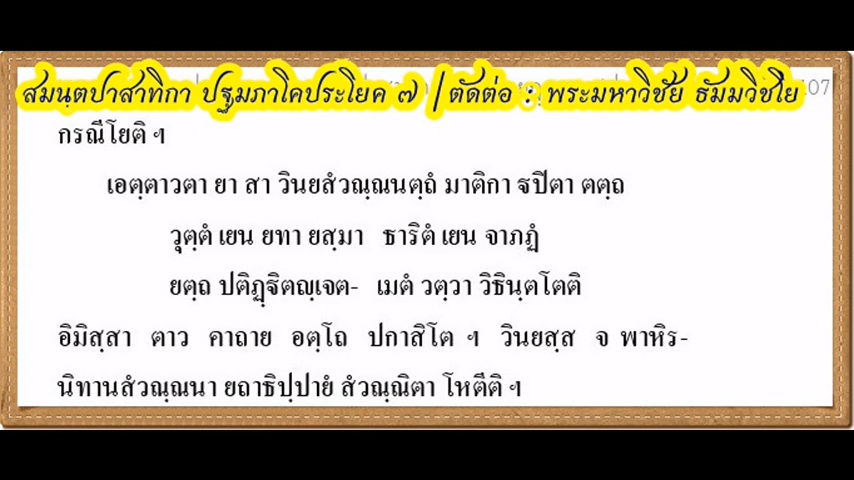 สมนฺตปาสาทิกา ปฐมภาโค ประโยค ๗ | ตัดต่อ : พระมหาวิชัย ธมฺมวิชโย
107
กรณีโยติ ฯ
เอตฺตาวตา ยา สา วินยสํวณฺณนตฺถํ มาติกา ฐปิตา ตตฺถ
วุตฺตํ เยน ยทา ยสฺมา ธาริตํ เยน จาภฏํ
ยตฺถ ปติฏฺฐิตญฺเจต- เมตํ วตฺวา วิธินฺตโตติ
อิมิสฺสา ตาว คาถาย อตฺโถ ปกาสิโต ฯ วินยสฺส จ พาหิร-
นิทานสํวณฺณนา ยถาธิปฺปายํ สํวณฺณิตา โหตีติ ฯ